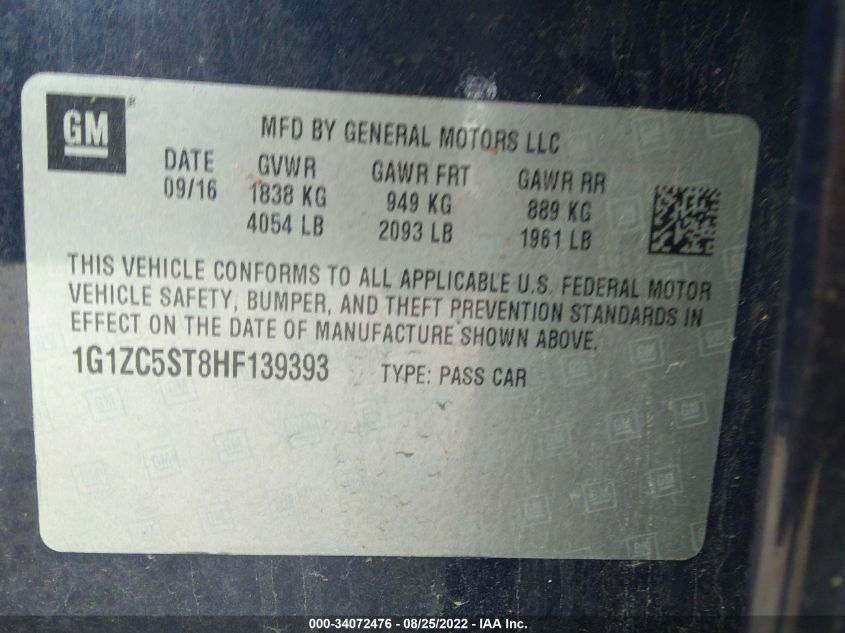 GM®
MFD BY GENERAL MOTORS LLC
DATE GVWR GAWR FRT GAWR RR
09/16 1838 KG 949 KG 889 KG
4054 LB 2093 LB 1961 LB
THIS VEHICLE CONFORMS TO ALL APPLICABLE U.S. FEDERAL MOTOR
VEHICLE SAFETY, BUMPER, AND THEFT PREVENTION STANDARDS IN
EFFECT ON THE DATE OF MANUFACTURE SHOWN ABOVE.
1G1ZC5ST8HF139393 TYPE: PASS CAR
000-34072476 - 08/25/2022 - IAA Inc.